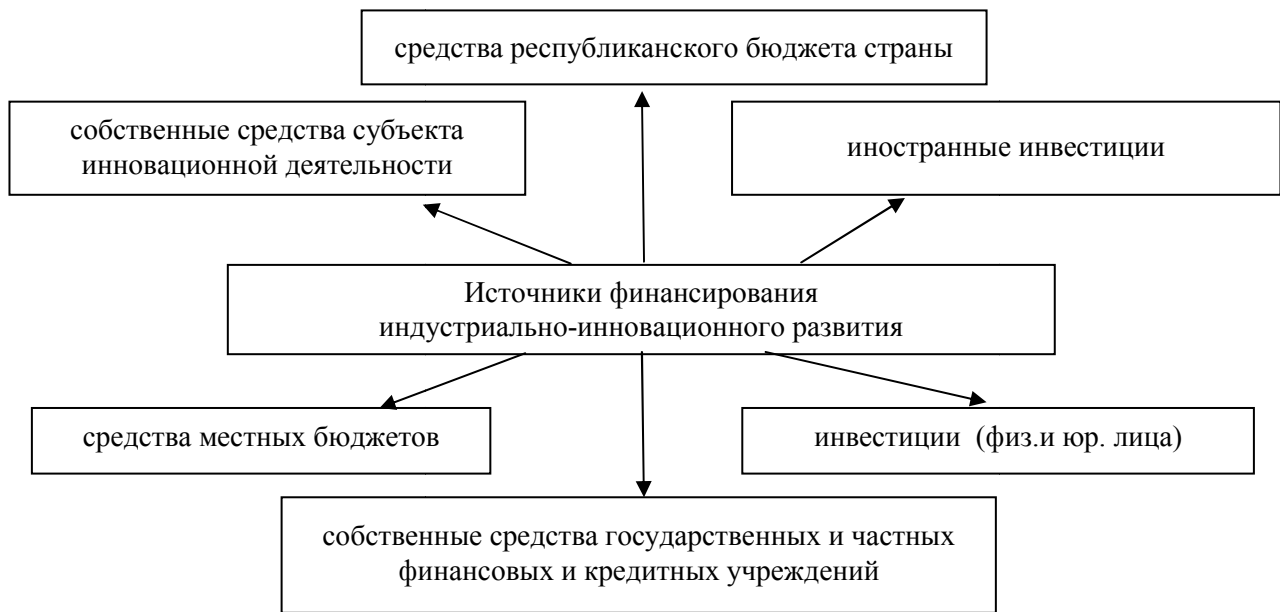 средства республиканского бюджета страны
собственные средства субъекта
инновационной деятельности
иностранные инвестиции
Источники финансирования
индустриально-инновационного развития
средства местных бюджетов
инвестиции  (физ.и юр. лица)
собственные средства государственных и частных
финансовых и кредитных учреждений